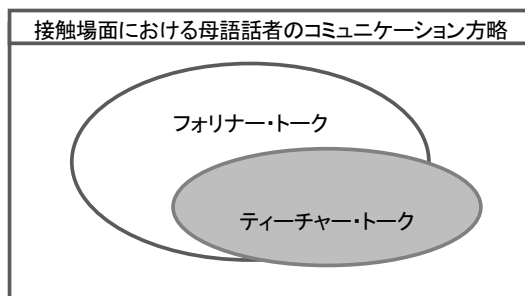 接触場面における母語話者のコミュニケーション方略
フォリナー・トーク
ティーチャー・トーク